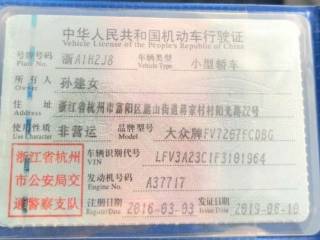 中华人民共和国机动车行驶证
Vehicle License of the People's Republic of China
号牌号码 浙A1H2J8 车辆类型 小型轿车
Plate No. Vehicle Type
所有人 孙建女
Owner
住址 浙江省杭州市富阳区鹿山街道蒋家村村阳光路22号
Address
使用性质 非营运 品牌型号 大众牌FV7267FCDBG
Use Character Model
浙江省杭州市公安局交通警察支队
车辆识别代号 LFV3A23C1F3101964
VIN
发动机号码 A37717
Engine No.
注册日期 2016-03-03 发证日期 2019-06-10
Register Date Issue Date